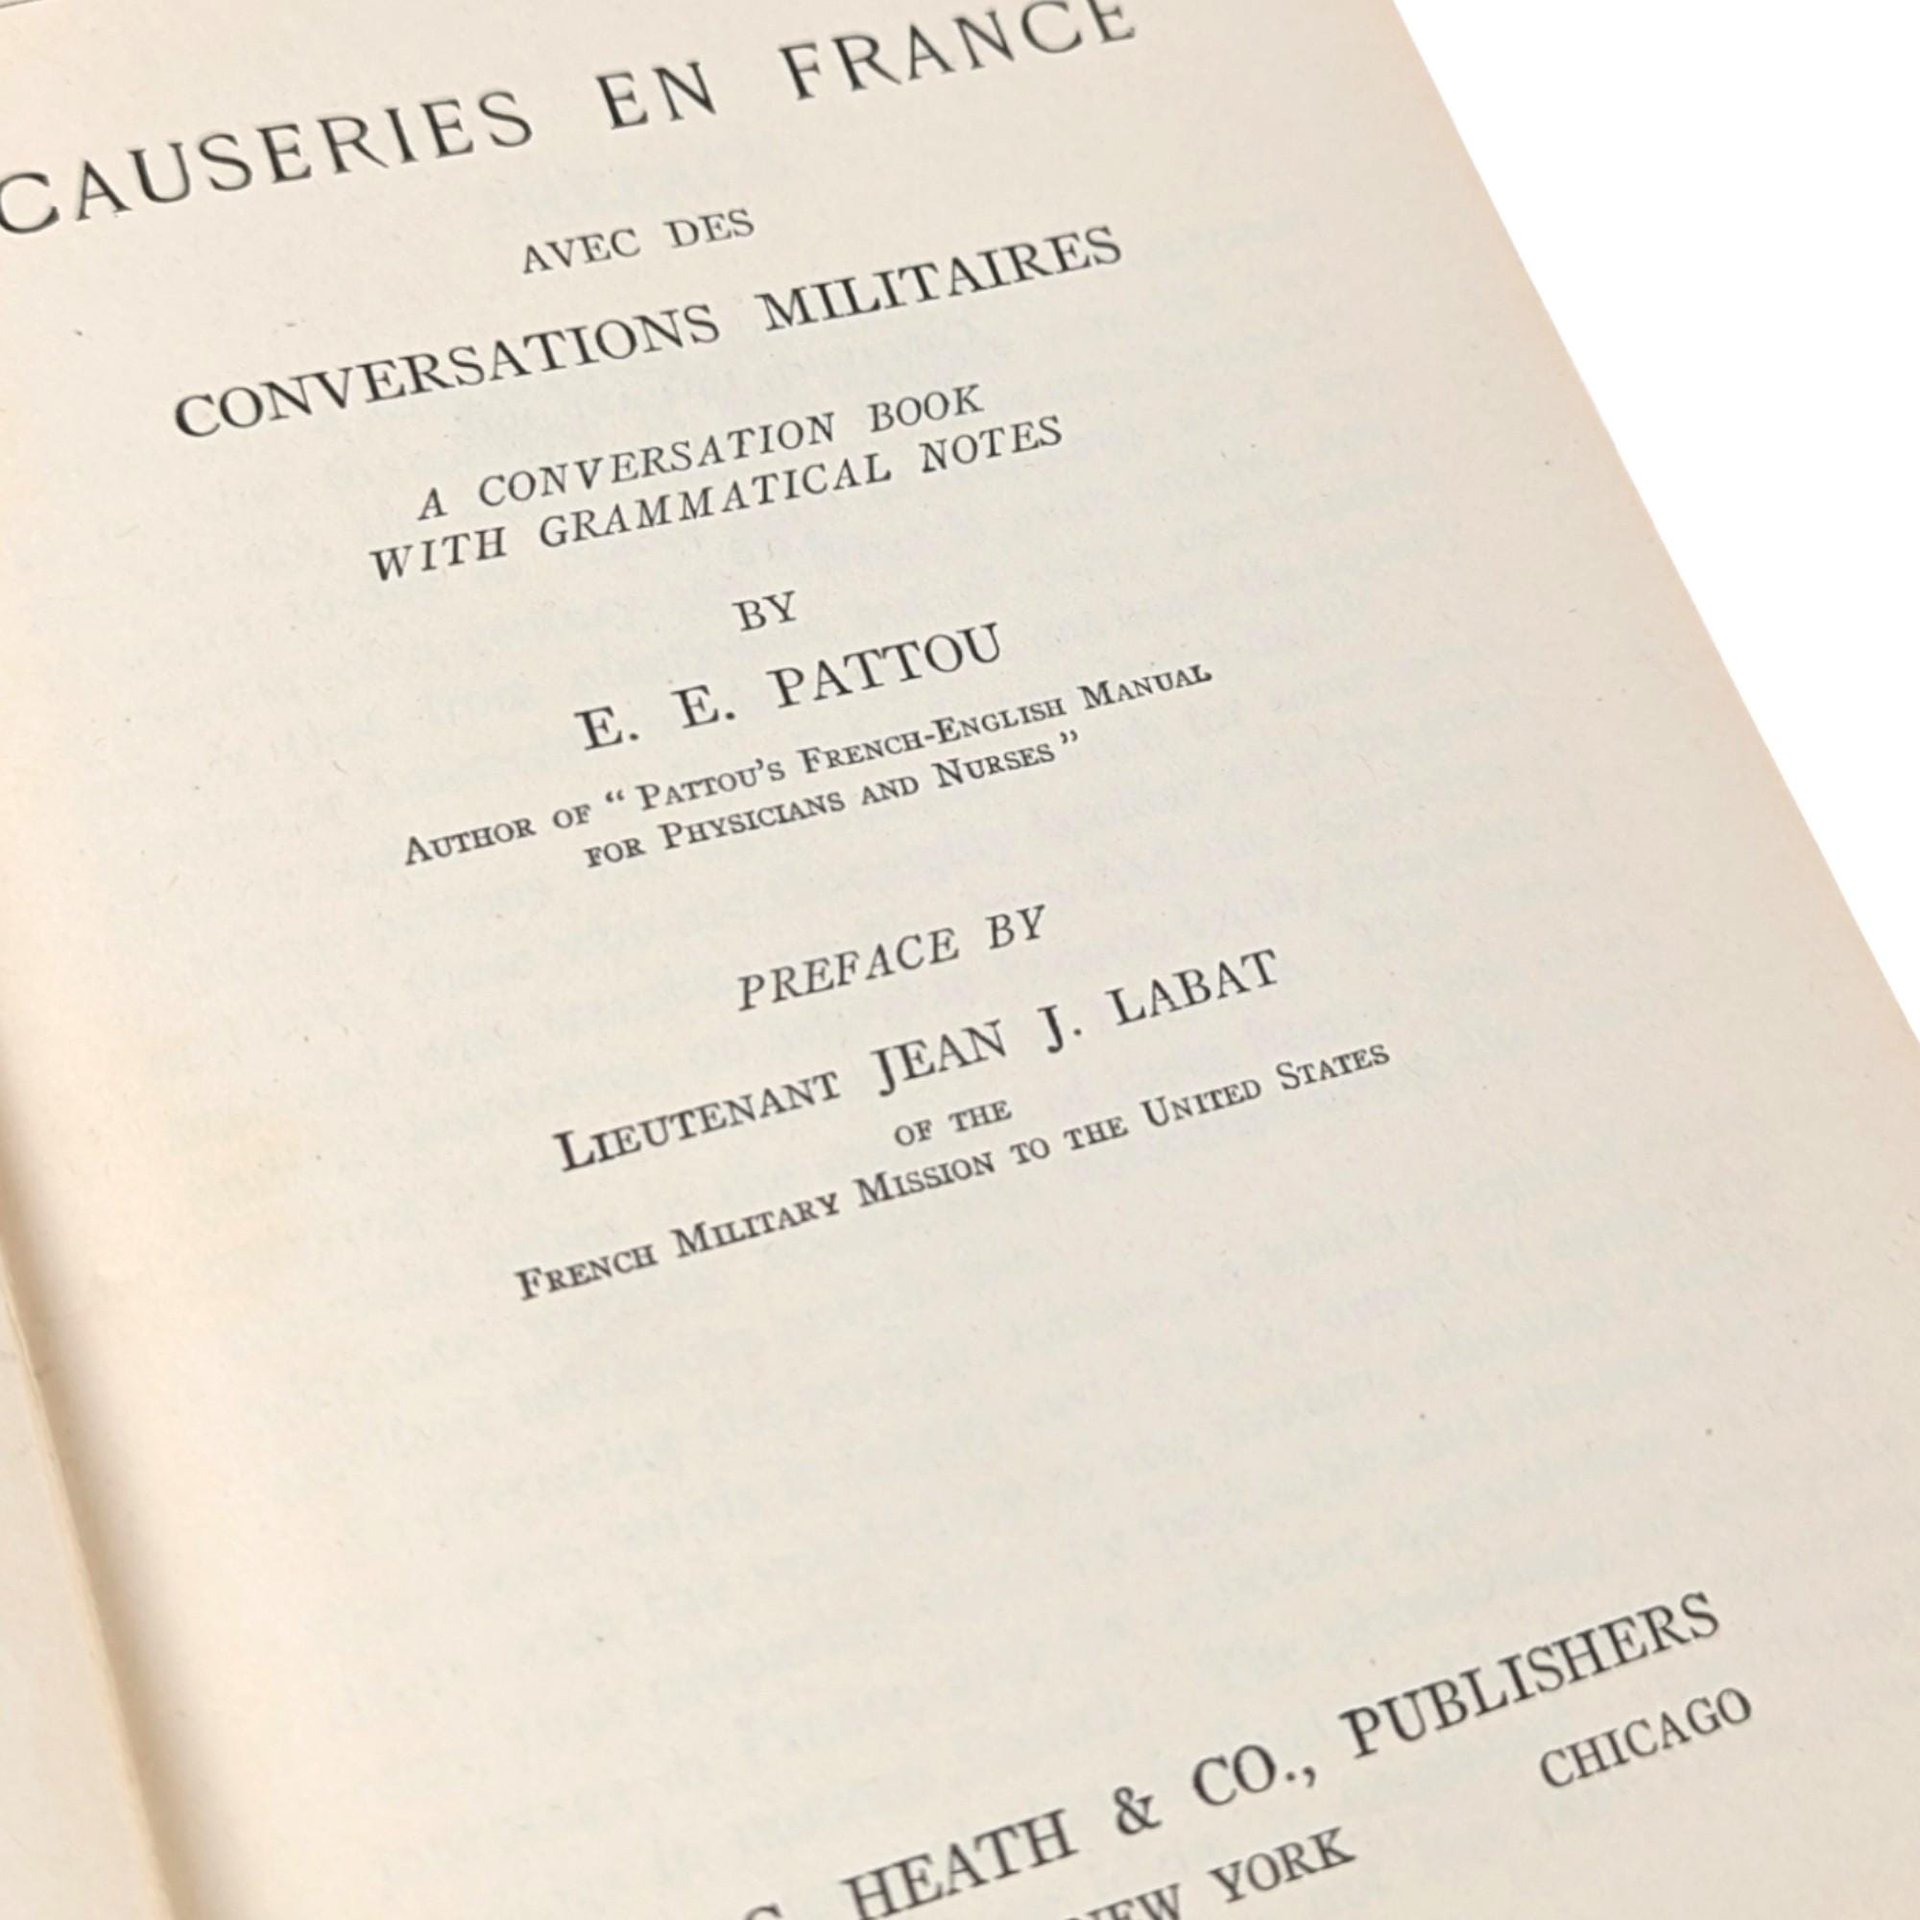 CAUSERIES EN FRANCE
AVEC DES
CONVERSATIONS MILITAIRES
A CONVERSATION BOOK
WITH GRAMMATICAL NOTES
BY
E. E. PATTOU
AUTHOR OF "PATTOU'S FRENCH-ENGLISH MANUAL
FOR PHYSICIANS AND NURSES"
PREFACE BY
LIEUTENANT JEAN J. LABAT
OF THE
FRENCH MILITARY MISSION TO THE UNITED STATES
HEATH & CO., PUBLISHERS
NEW YORK CHICAGO